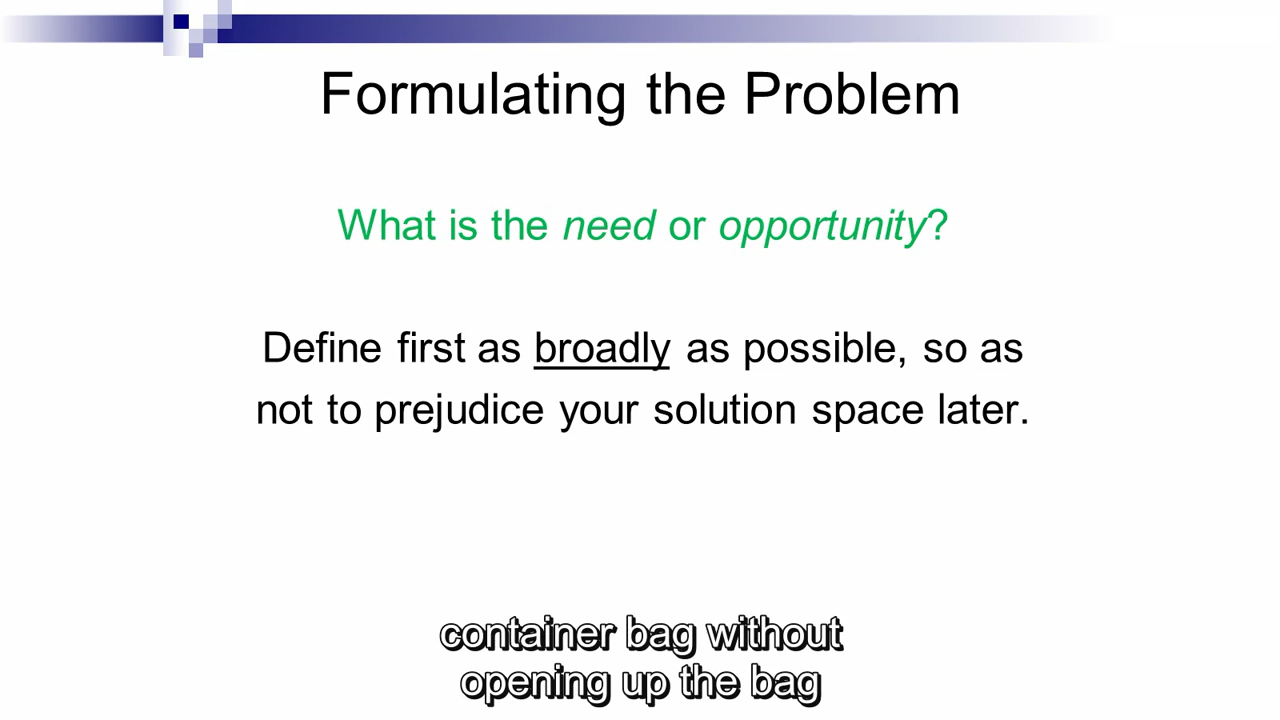 Formulating the Problem
What is the need or opportunity?
Define first as broadly as possible, so as
not to prejudice your solution space later.
container bag without
opening up the bag